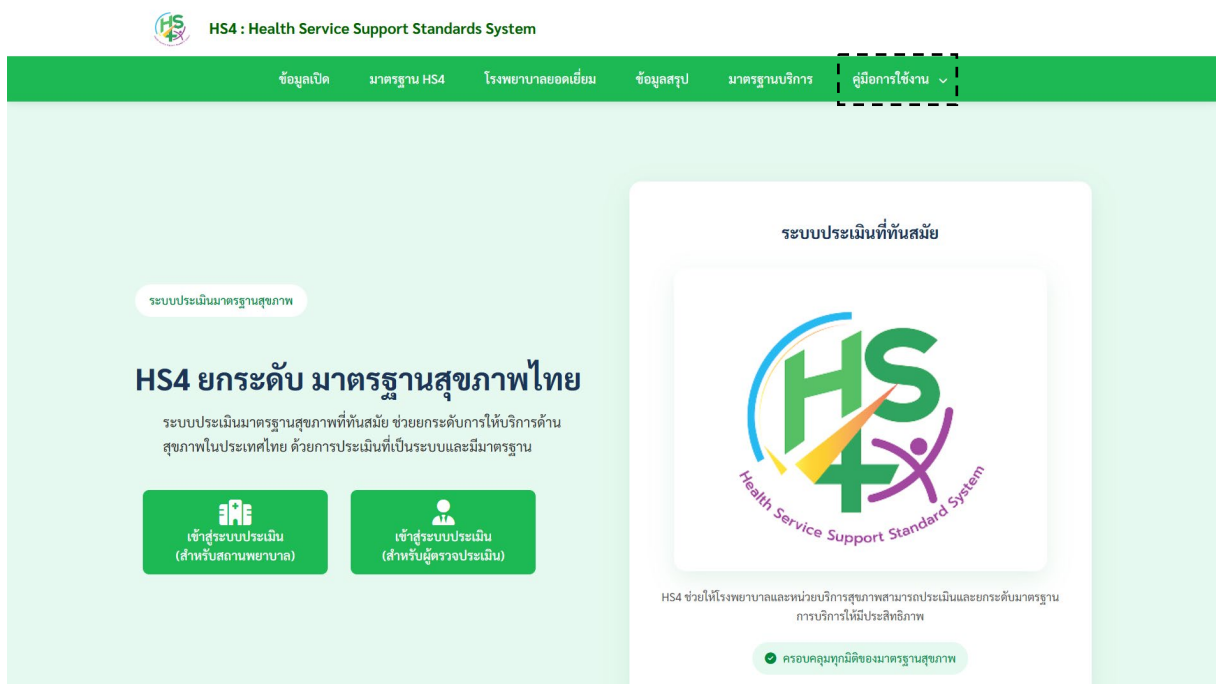 HS4 : Health Service Support Standards System
ข้อมูลเปิด มาตรฐาน HS4 โรงพยาบาลยอดเยี่ยม ข้อมูลสรุป มาตรฐานบริการ คู่มือการใช้งาน
ระบบประเมินมาตรฐานสุขภาพ
HS4 ยกระดับ มาตรฐานสุขภาพไทย
ระบบประเมินมาตรฐานสุขภาพที่ทันสมัย ช่วยยกระดับการให้บริการด้าน
สุขภาพในประเทศไทย ด้วยการประเมินที่เป็นระบบและมีมาตรฐาน
เข้าสู่ระบบประเมิน
(สำหรับสถานพยาบาล)
เข้าสู่ระบบประเมิน
(สำหรับผู้ตรวจประเมิน)
ระบบประเมินที่ทันสมัย
HS4
Health Service Support Standard System
HS4 ช่วยให้โรงพยาบาลและหน่วยบริการสุขภาพสามารถประเมินและยกระดับมาตรฐาน
การบริการให้มีประสิทธิภาพ
ครอบคลุมทุกมิติของมาตรฐานสุขภาพ